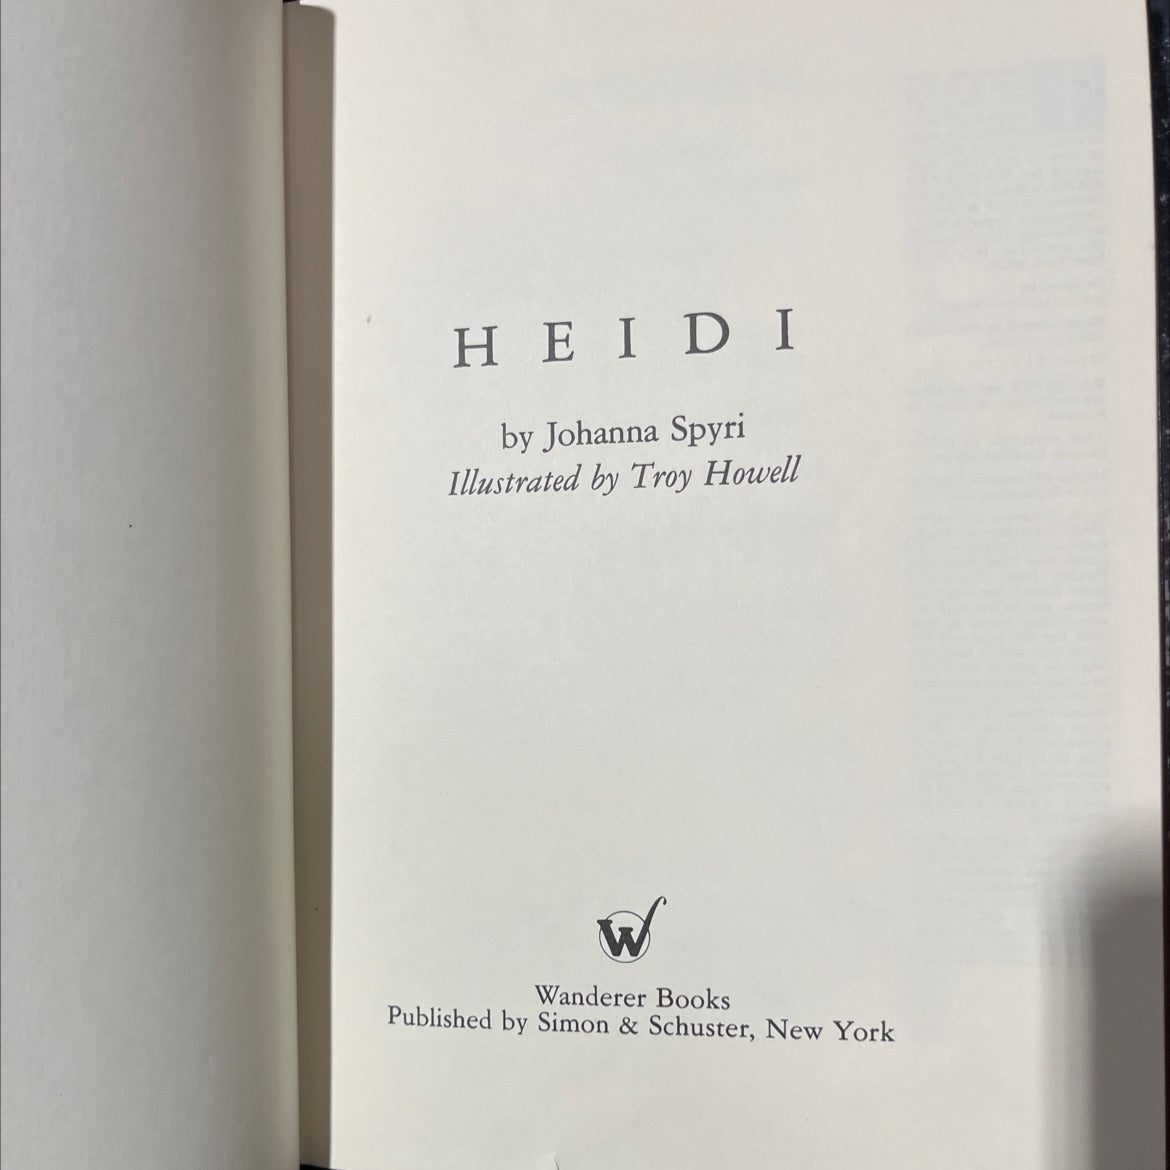 HEIDI
by Johanna Spyri
Illustrated by Troy Howell
W
Wanderer Books
Published by Simon & Schuster, New York